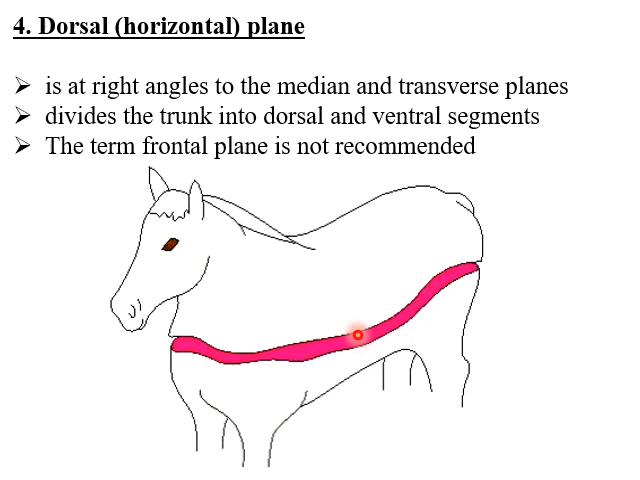 4. Dorsal (horizontal) plane
➢ is at right angles to the median and transverse planes
➢ divides the trunk into dorsal and ventral segments
➢ The term frontal plane is not recommended